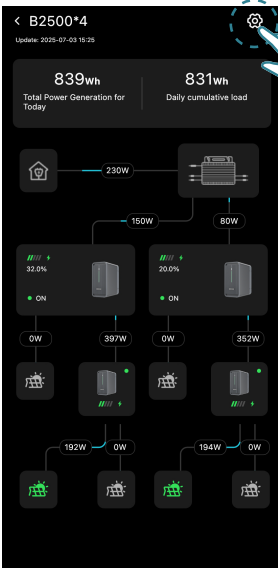 B2500*4
Update: 2025-07-03 15:25
839Wh
831Wh
Total Power Generation for
Today
Daily cumulative load
230W
150W
80W
32.0%
20.0%
ON
ON
0W
397W
0W
352W
192W
0W
194W
0W